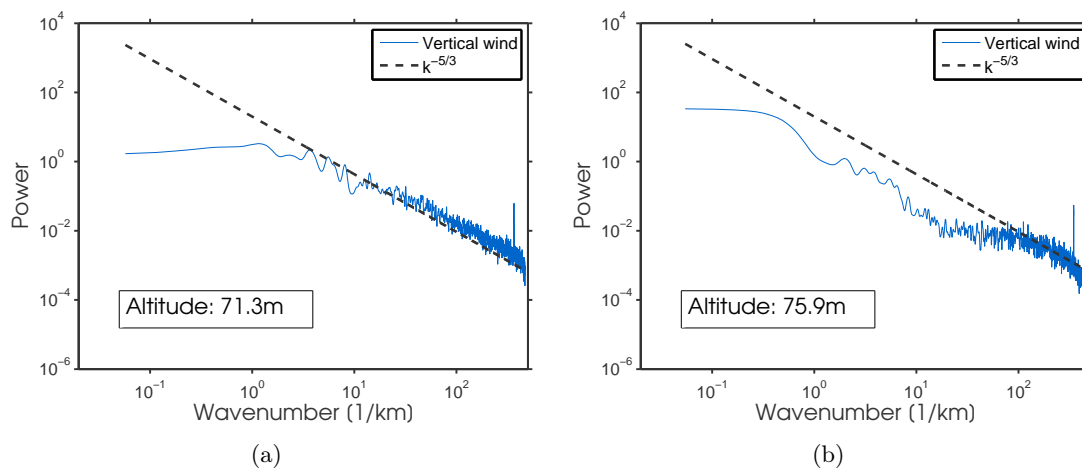 10^4
10^2
10^0
10^−2
10^−4
10^−6
Power
Vertical wind
k^−5/3
Altitude: 71.3m
10^−1
10^0
10^1
10^2
Wavenumber (1/km)
(a)
10^4
10^2
10^0
10^−2
10^−4
10^−6
Power
Vertical wind
k^−5/3
Altitude: 75.9m
10^−1
10^0
10^1
10^2
Wavenumber (1/km)
(b)